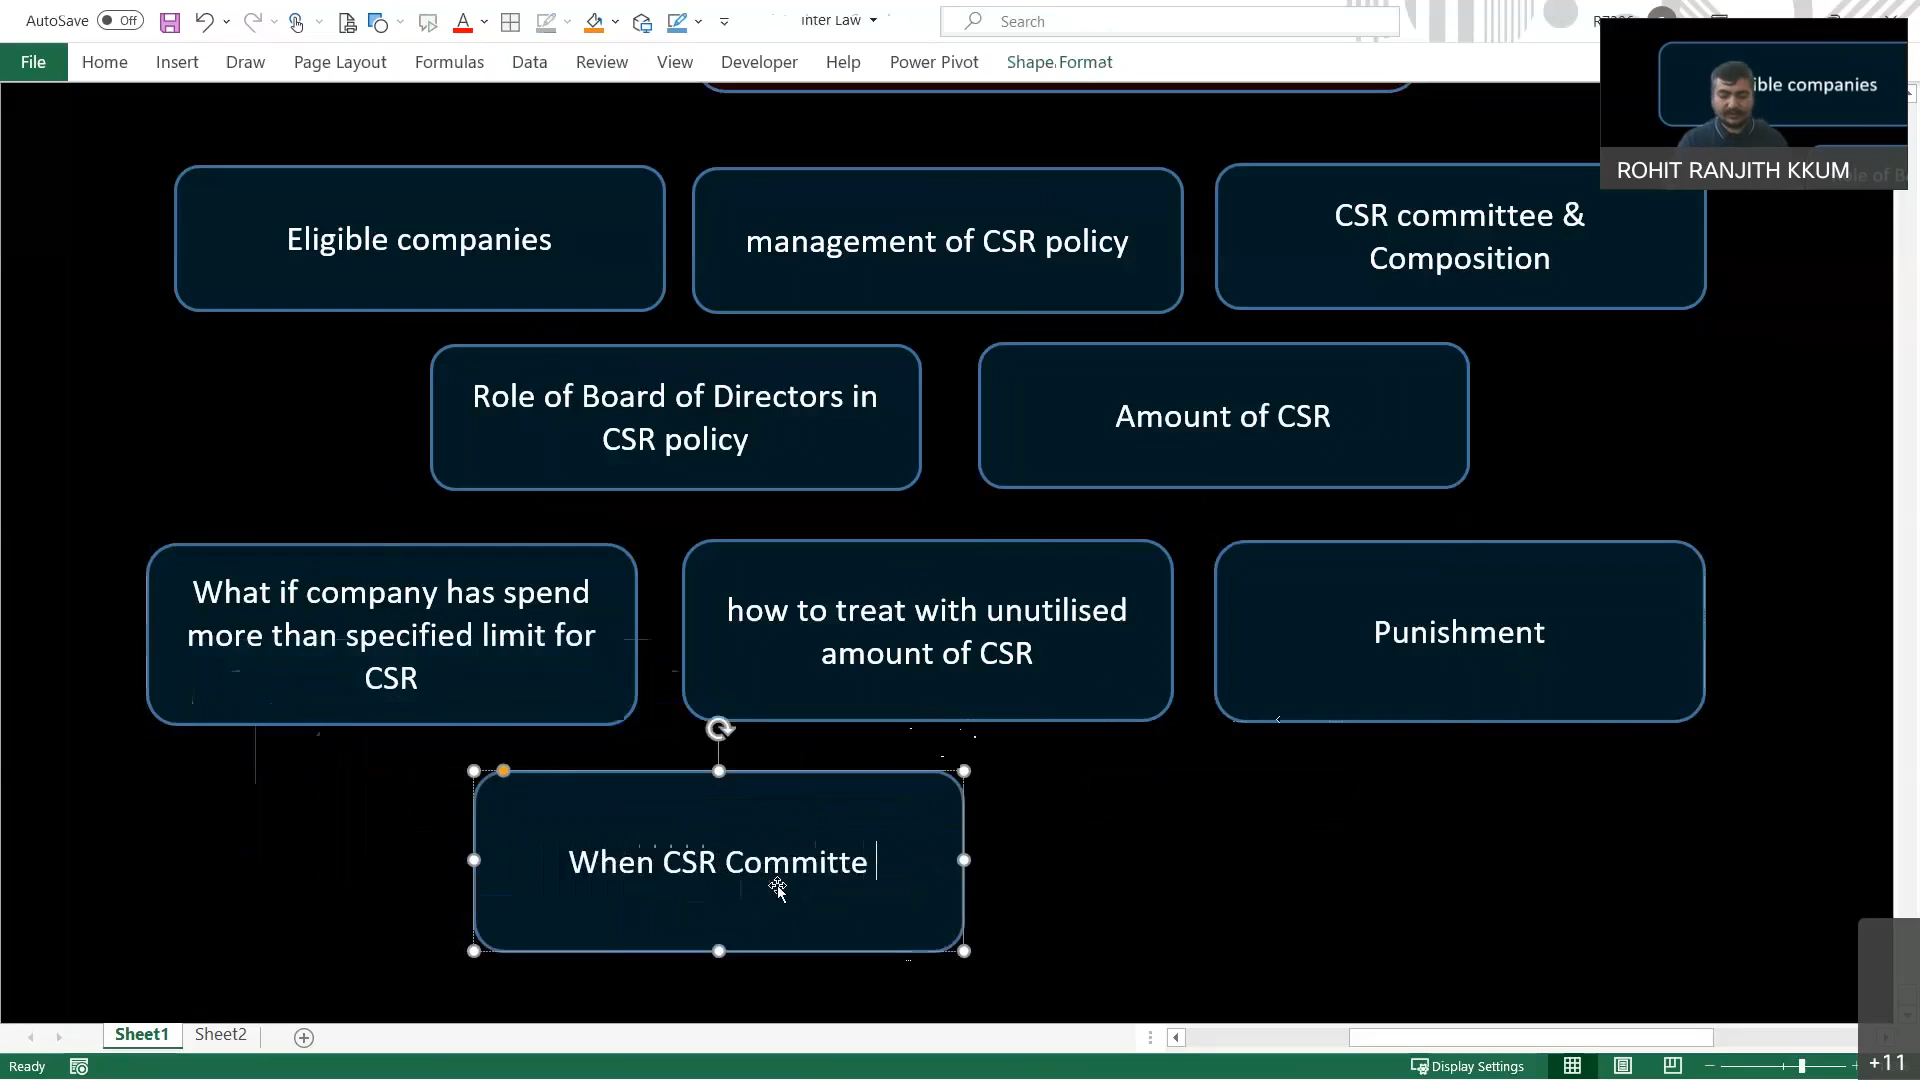 AutoSave Off
Inter Law
Search
File Home Insert Draw Page Layout Formulas Data Review View Developer Help Power Pivot Shape Format
ible companies
ROHIT RANJITH KKUM
Eligible companies
management of CSR policy
CSR committee &
Composition
Role of Board of Directors in
CSR policy
Amount of CSR
What if company has spend
more than specified limit for
CSR
how to treat with unutilised
amount of CSR
Punishment
When CSR Committe
Sheet1 Sheet2
Ready
Display Settings
+11